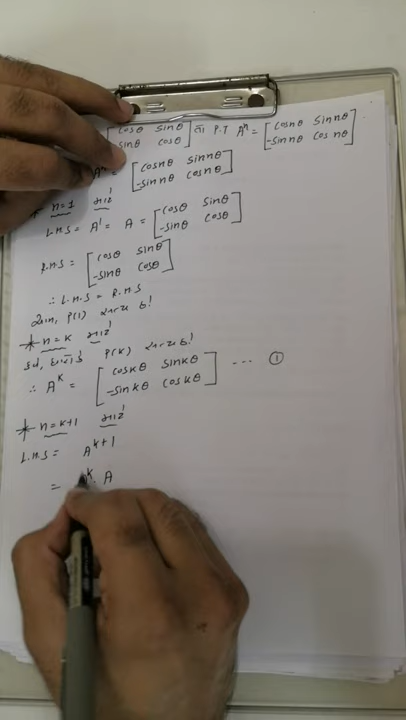 [cosθ sinθ -sinθ cosθ] તો P.T Aⁿ = [cosnθ sinnθ -sinnθ cosnθ]
Aⁿ = [cosnθ sinnθ -sinnθ cosnθ]
* n=1 માટે
L.H.S = A¹ = A = [cosθ sinθ -sinθ cosθ]
R.H.S = [cosθ sinθ -sinθ cosθ]
∴ L.H.S = R.H.S
P(1) સત્ય છે!
* n=k માટે
P(k) સત્ય છે!
∴ Aᵏ = [coskθ sinkθ -sinkθ coskθ] --- ①
* n=k+1 માટે
L.H.S = Aᵏ⁺¹
= Aᵏ. A